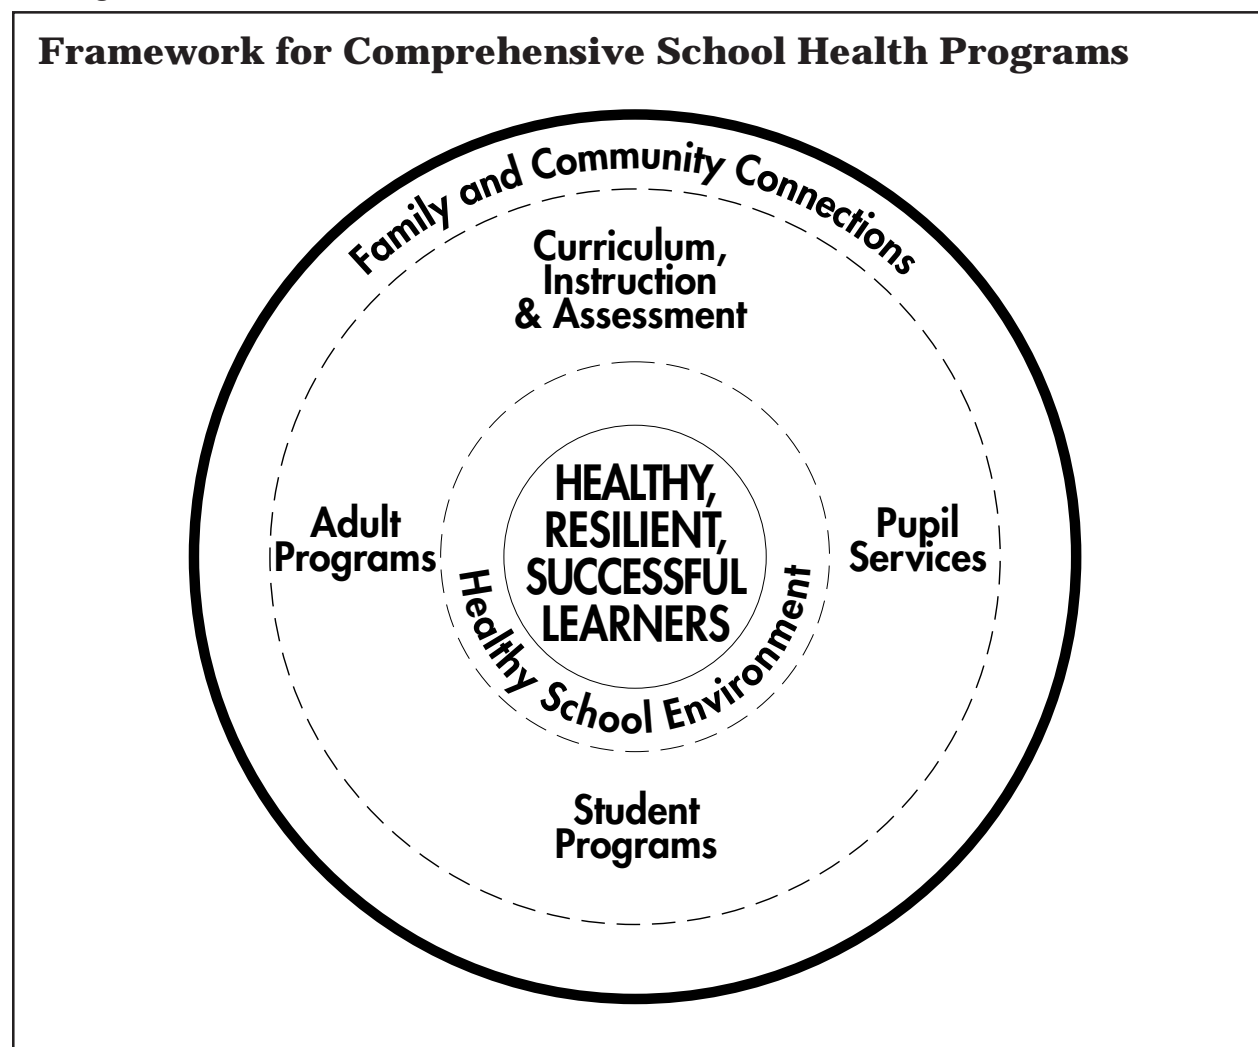 Framework for Comprehensive School Health Programs
Family and Community Connections
Curriculum,
Instruction
& Assessment
Adult
Programs
HEALTHY,
RESILIENT,
SUCCESSFUL
LEARNERS
Pupil
Services
Healthy School Environment
Student
Programs